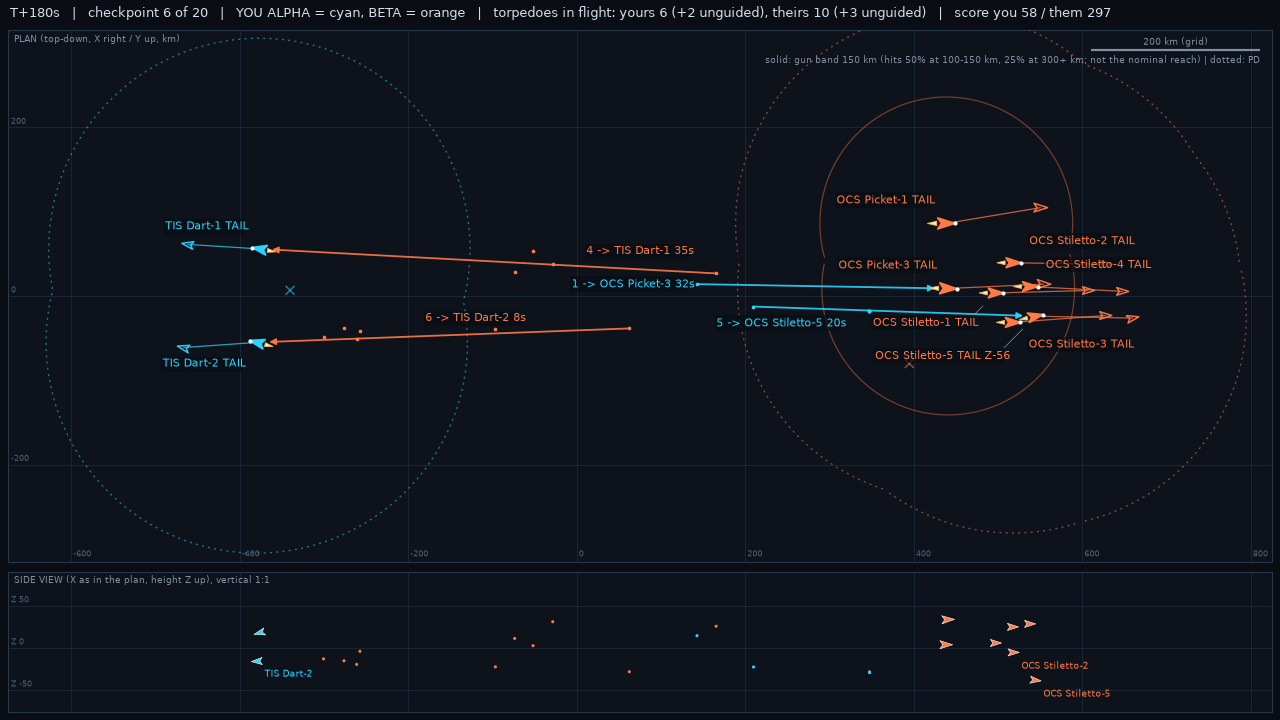 T+180s | checkpoint 6 of 20 | YOU ALPHA = cyan, BETA = orange | torpedoes in flight: yours 6 (+2 unguided), theirs 10 (+3 unguided) | score you 58 / them 297
PLAN (top-down, X right / Y up, km)
200 km (grid)
solid: gun band 150 km (hits 50% at 100-150 km, 25% at 300+ km; not the nominal reach) | dotted: PD
200
OCS Picket-1 TAIL
TIS Dart-1 TAIL
OCS Stiletto-2 TAIL
4 -> TIS Dart-1 35s
OCS Picket-3 TAIL
OCS Stiletto-4 TAIL
1 -> OCS Picket-3 32s
0
6 -> TIS Dart-2 8s
5 -> OCS Stiletto-5 20s
OCS Stiletto-1 TAIL
OCS Stiletto-3 TAIL
OCS Stiletto-5 TAIL Z-56
TIS Dart-2 TAIL
-200
-600
-400
-200
0
200
400
600
800
SIDE VIEW (X as in the plan, height Z up), vertical 1:1
Z 50
Z 0
OCS Stiletto-2
TIS Dart-2
Z -50
OCS Stiletto-5